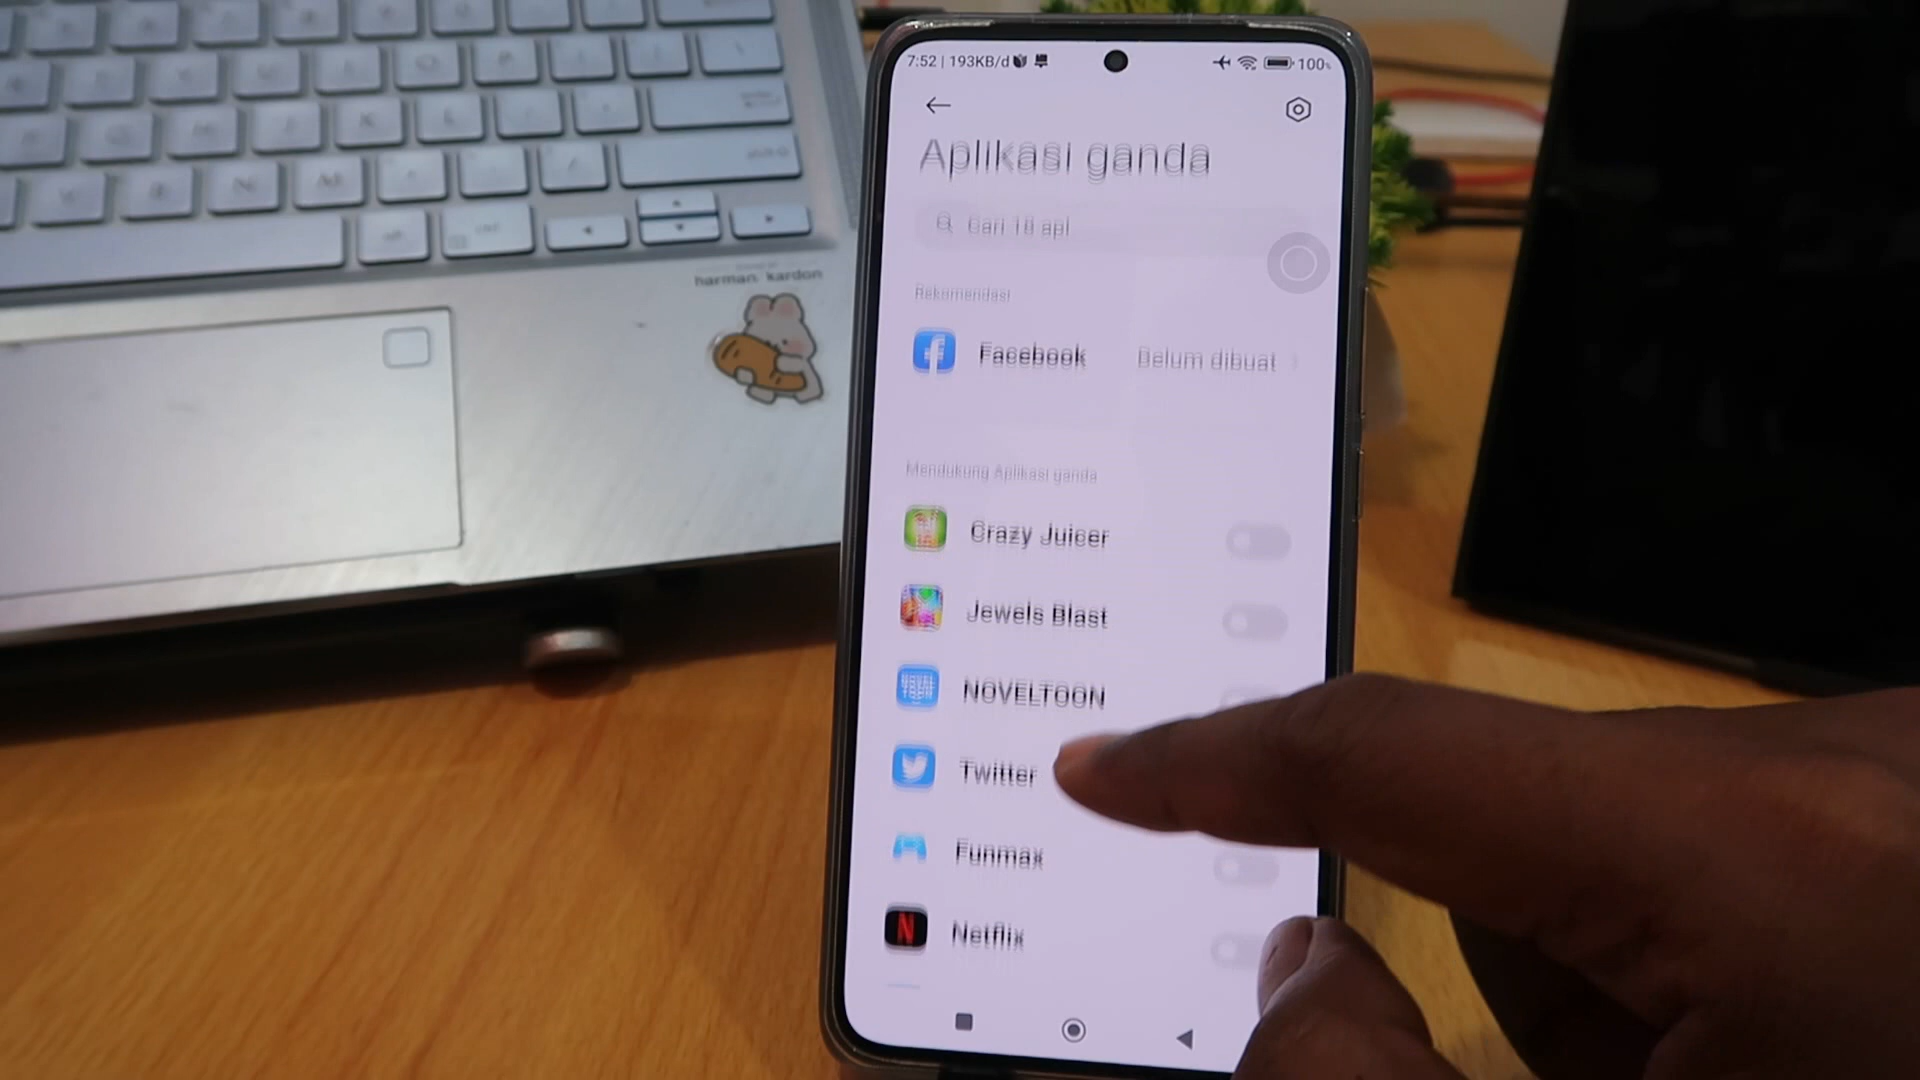 7:52 | 193KB/d
100
Aplikasi ganda
Cari 18 apl
Rekomendasi
Facebook
Belum dibuat
Mendukung Aplikasi ganda
Crazy Juicer
Jewels Blast
NOVELTOON
Twitter
Funmax
Netflix
harman / kardon